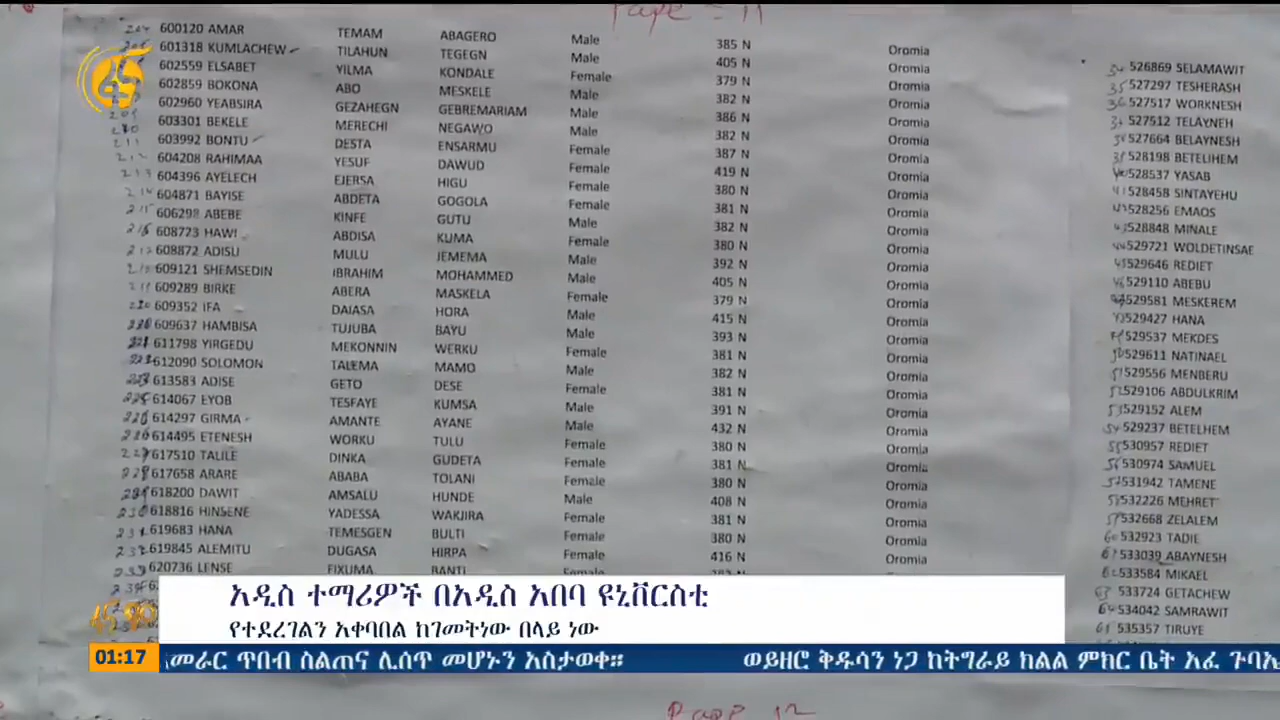 Page - 11
600120 AMAR TEMAM ABAGERO Male 385 N Oromia
601318 KUMLACHEW TILAHUN TEGEGN Male 405 N Oromia
602559 ELSABET YILMA KONDALE Female 379 N Oromia
602859 BOKONA ABO MESKELE Male 382 N Oromia
602960 YEABSIRA GEZAHEGN GEBREMARIAM Male 386 N Oromia
603301 BEKELE MERECHI NEGAWO Male 382 N Oromia
603992 BONTU DESTA ENSARMU Female 387 N Oromia
604208 RAHIMAA YESUF DAWUD Female 419 N Oromia
604396 AYELECH EJERSA HIGU Female 380 N Oromia
604871 BAYISE ABDETA GOGOLA Female 381 N Oromia
606298 ABEBE KINFE GUTU Male 382 N Oromia
608723 HAWI ABDISA KUMA Female 380 N Oromia
608872 ADISU MULU JEMEMA Male 392 N Oromia
609121 SHEMSEDIN IBRAHIM MOHAMMED Male 405 N Oromia
609289 BIRKE ABERA MASKELA Female 379 N Oromia
609352 IFA DAIASA HORA Male 415 N Oromia
609637 HAMBISA TUJUBA BAYU Male 393 N Oromia
611798 YIRGEDU MEKONNIN WERKU Female 381 N Oromia
612090 SOLOMON TALEMA MAMO Male 382 N Oromia
613583 ADISE GETO DESE Female 381 N Oromia
614067 EYOB TESFAYE KUMSA Male 391 N Oromia
614297 GIRMA AMANTE AYANE Male 432 N Oromia
614495 ETENESH WORKU TULU Female 380 N Oromia
617510 TALILE DINKA GUDETA Female 381 N Oromia
617658 ARARE ABABA TOLANI Female 380 N Oromia
618200 DAWIT AMSALU HUNDE Male 408 N Oromia
618816 HINSENE YADESSA WAKJIRA Female 381 N Oromia
619683 HANA TEMESGEN BULTI Female 380 N Oromia
619845 ALEMITU DUGASA HIRPA Female 416 N Oromia
620736 LENSE FIXUMA BANTI
526869 SELAMAWIT
527297 TESHERASH
527517 WORKNESH
527512 TELAYNEH
527664 BELAYNESH
528198 BETELIHEM
528537 YASAB
528458 SINTAYEHU
528256 EMAOS
528848 MINALE
529721 WOLDETINSAE
529646 REDIET
529110 ABEBU
529581 MESKEREM
529427 HANA
529537 MEKDES
529611 NATINAEL
529556 MENBERU
529106 ABDULKRIM
529152 ALEM
529237 BETELHEM
530957 REDIET
530974 SAMUEL
531942 TAMENE
532226 MEHRET
532668 ZELALEM
532923 TADIE
533039 ABAYNESH
533584 MIKAEL
533724 GETACHEW
534042 SAMRAWIT
535357 TIRUYE
አዲስ ተማሪዎች በአዲስ አበባ ዩኒቨርስቲ
የተደረገልን አቀባበል ከገመትነው በላይ ነው
01:17 ጀመራር ጥበብ ስልጠና ሊሰጥ መሆኑን አስታወቀ። ወይዘሮ ቅዱሳን ነጋ ከትግራይ ክልል ምክር ቤት አፈ ጉባኤ
Page 12